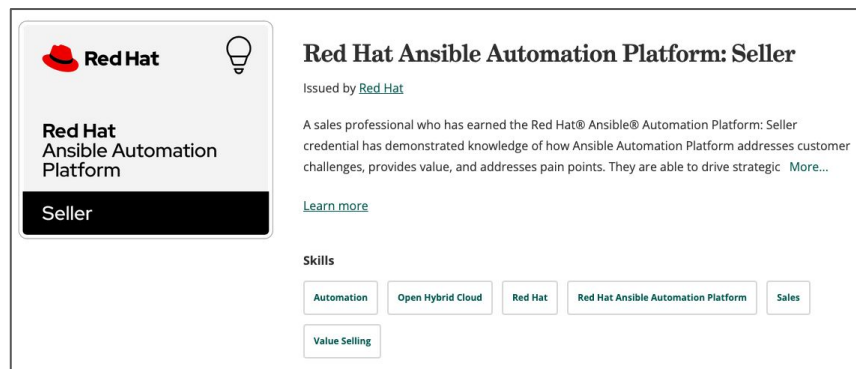 Red Hat
Red Hat
Ansible Automation
Platform
Seller
Red Hat Ansible Automation Platform: Seller
Issued by Red Hat
A sales professional who has earned the Red Hat® Ansible® Automation Platform: Seller
credential has demonstrated knowledge of how Ansible Automation Platform addresses customer
challenges, provides value, and addresses pain points. They are able to drive strategic More...
Learn more
Skills
Automation Open Hybrid Cloud Red Hat Red Hat Ansible Automation Platform Sales
Value Selling